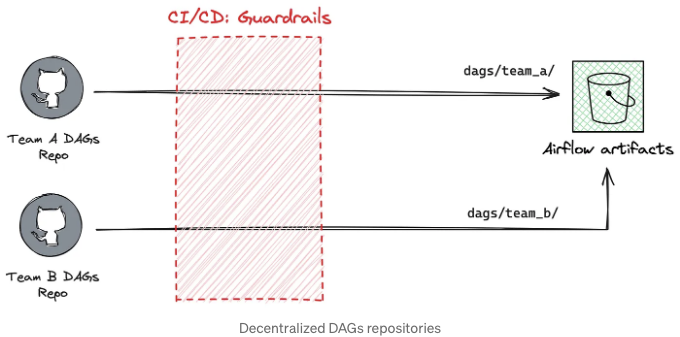 CI/CD: Guardrails
dags/team_a/
Team A DAGs
Repo
Airflow artifacts
dags/team_b/
Team B DAGs
Repo
Decentralized DAGs repositories